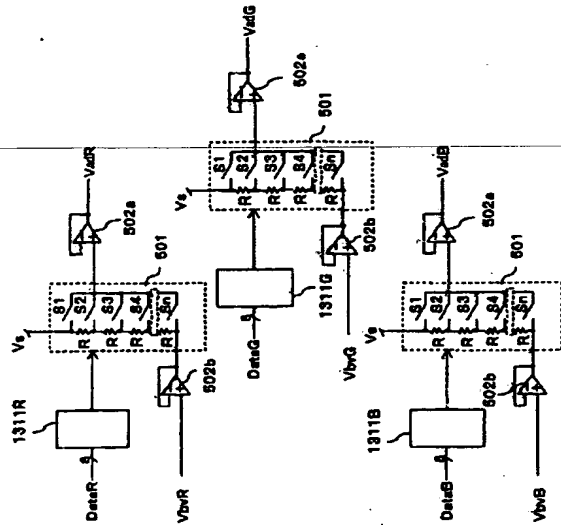 Vs
S1
S2
S3
S4
Sn
R
R
R
R
501
502a
VadR
502b
1311R
DataR
8
VbvR
Vs
S1
S2
S3
S4
Sn
R
R
R
R
501
502a
VadG
502b
1311G
DataG
8
VbvG
Vs
S1
S2
S3
S4
Sn
R
R
R
R
501
502a
VadB
502b
1311B
DataB
8
VbvB